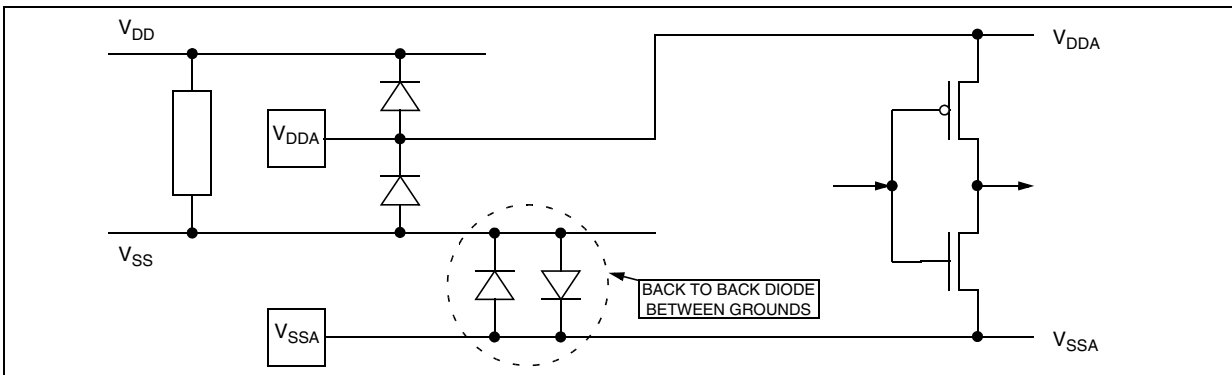 VDD
VDDA
VDDA
VSS
BACK TO BACK DIODE
BETWEEN GROUNDS
VSSA
VSSA